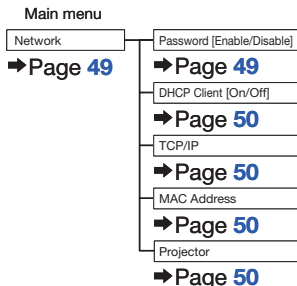 Main menu
Network
➡Page 49
Password [Enable/Disable]
➡Page 49
DHCP Client [On/Off]
➡Page 50
TCP/IP
➡Page 50
MAC Address
➡Page 50
Projector
➡Page 50